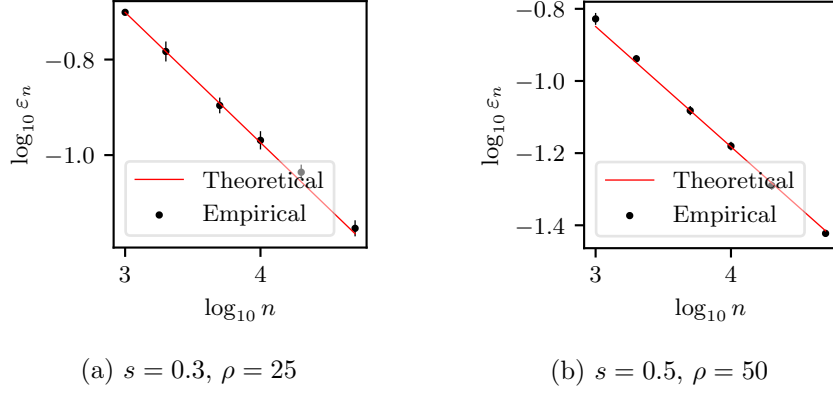 −0.8
−1.0
log₁₀ εₙ
Theoretical
Empirical
3
4
log₁₀ n
(a) s = 0.3, ρ = 25
−0.8
−1.0
−1.2
−1.4
log₁₀ εₙ
Theoretical
Empirical
3
4
log₁₀ n
(b) s = 0.5, ρ = 50